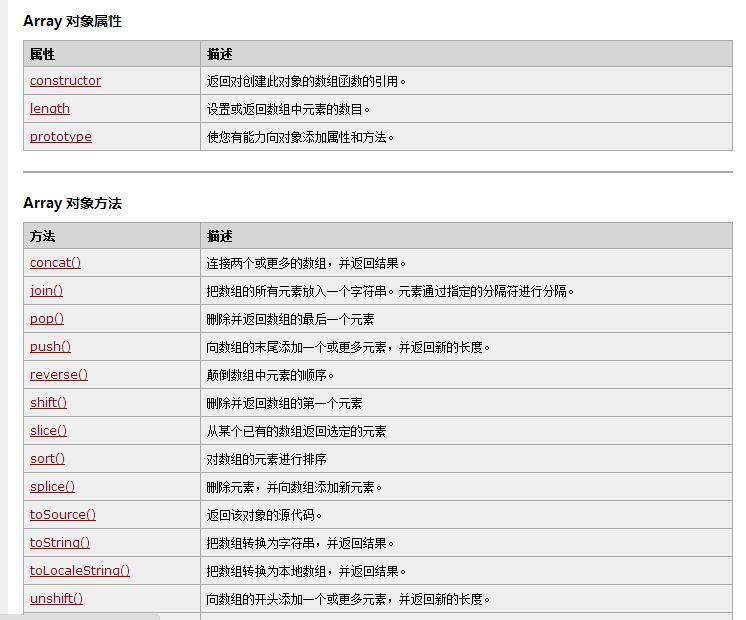 Array 对象属性
属性 描述
constructor 返回对创建此对象的数组函数的引用。
length 设置或返回数组中元素的数目。
prototype 使您有能力向对象添加属性和方法。
Array 对象方法
方法 描述
concat() 连接两个或更多的数组，并返回结果。
join() 把数组的所有元素放入一个字符串。元素通过指定的分隔符进行分隔。
pop() 删除并返回数组的最后一个元素
push() 向数组的末尾添加一个或更多元素，并返回新的长度。
reverse() 颠倒数组中元素的顺序。
shift() 删除并返回数组的第一个元素
slice() 从某个已有的数组返回选定的元素
sort() 对数组的元素进行排序
splice() 删除元素，并向数组添加新元素。
toSource() 返回该对象的源代码。
toString() 把数组转换为字符串，并返回结果。
toLocaleString() 把数组转换为本地数组，并返回结果。
unshift() 向数组的开头添加一个或更多元素，并返回新的长度。